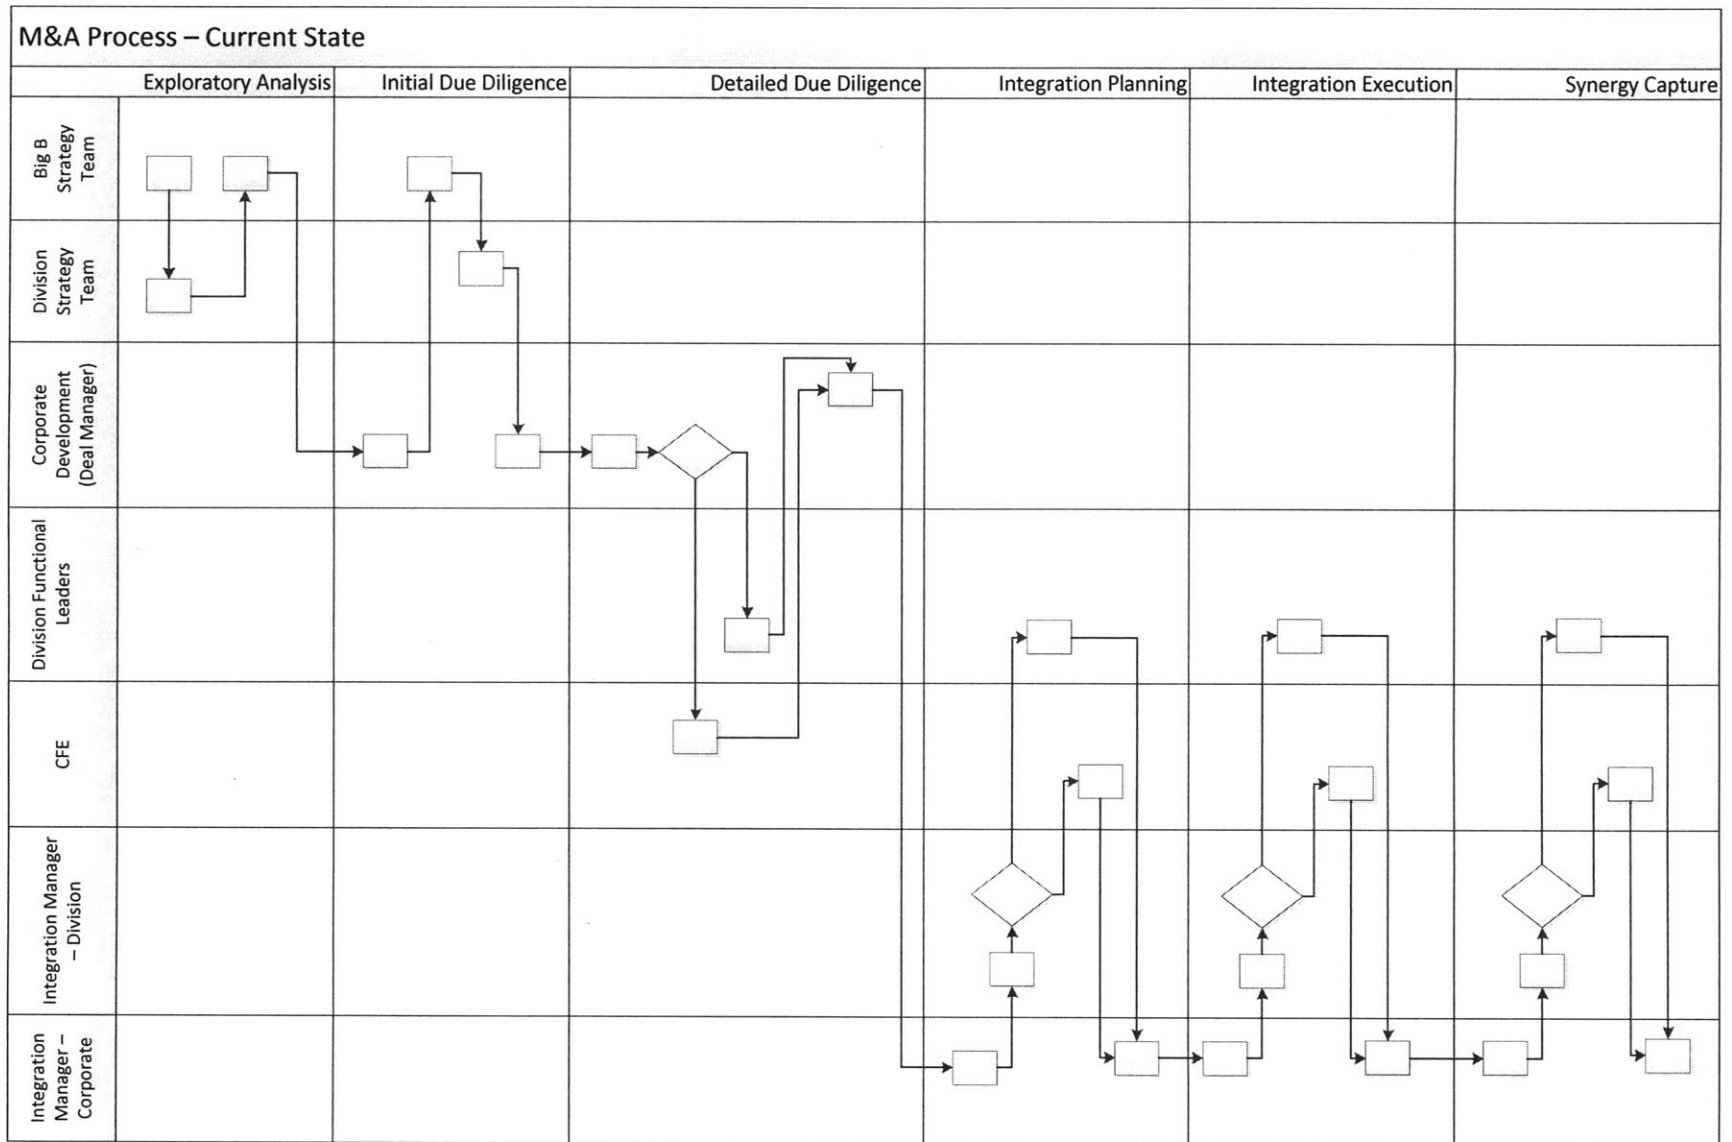 M&A Process – Current State
Exploratory Analysis
Initial Due Diligence
Detailed Due Diligence
Integration Planning
Integration Execution
Synergy Capture
Big B
Strategy
Team
Division
Strategy
Team
Corporate
Development
(Deal Manager)
Division Functional
Leaders
CFE
Integration Manager
– Division
Integration
Manager –
Corporate